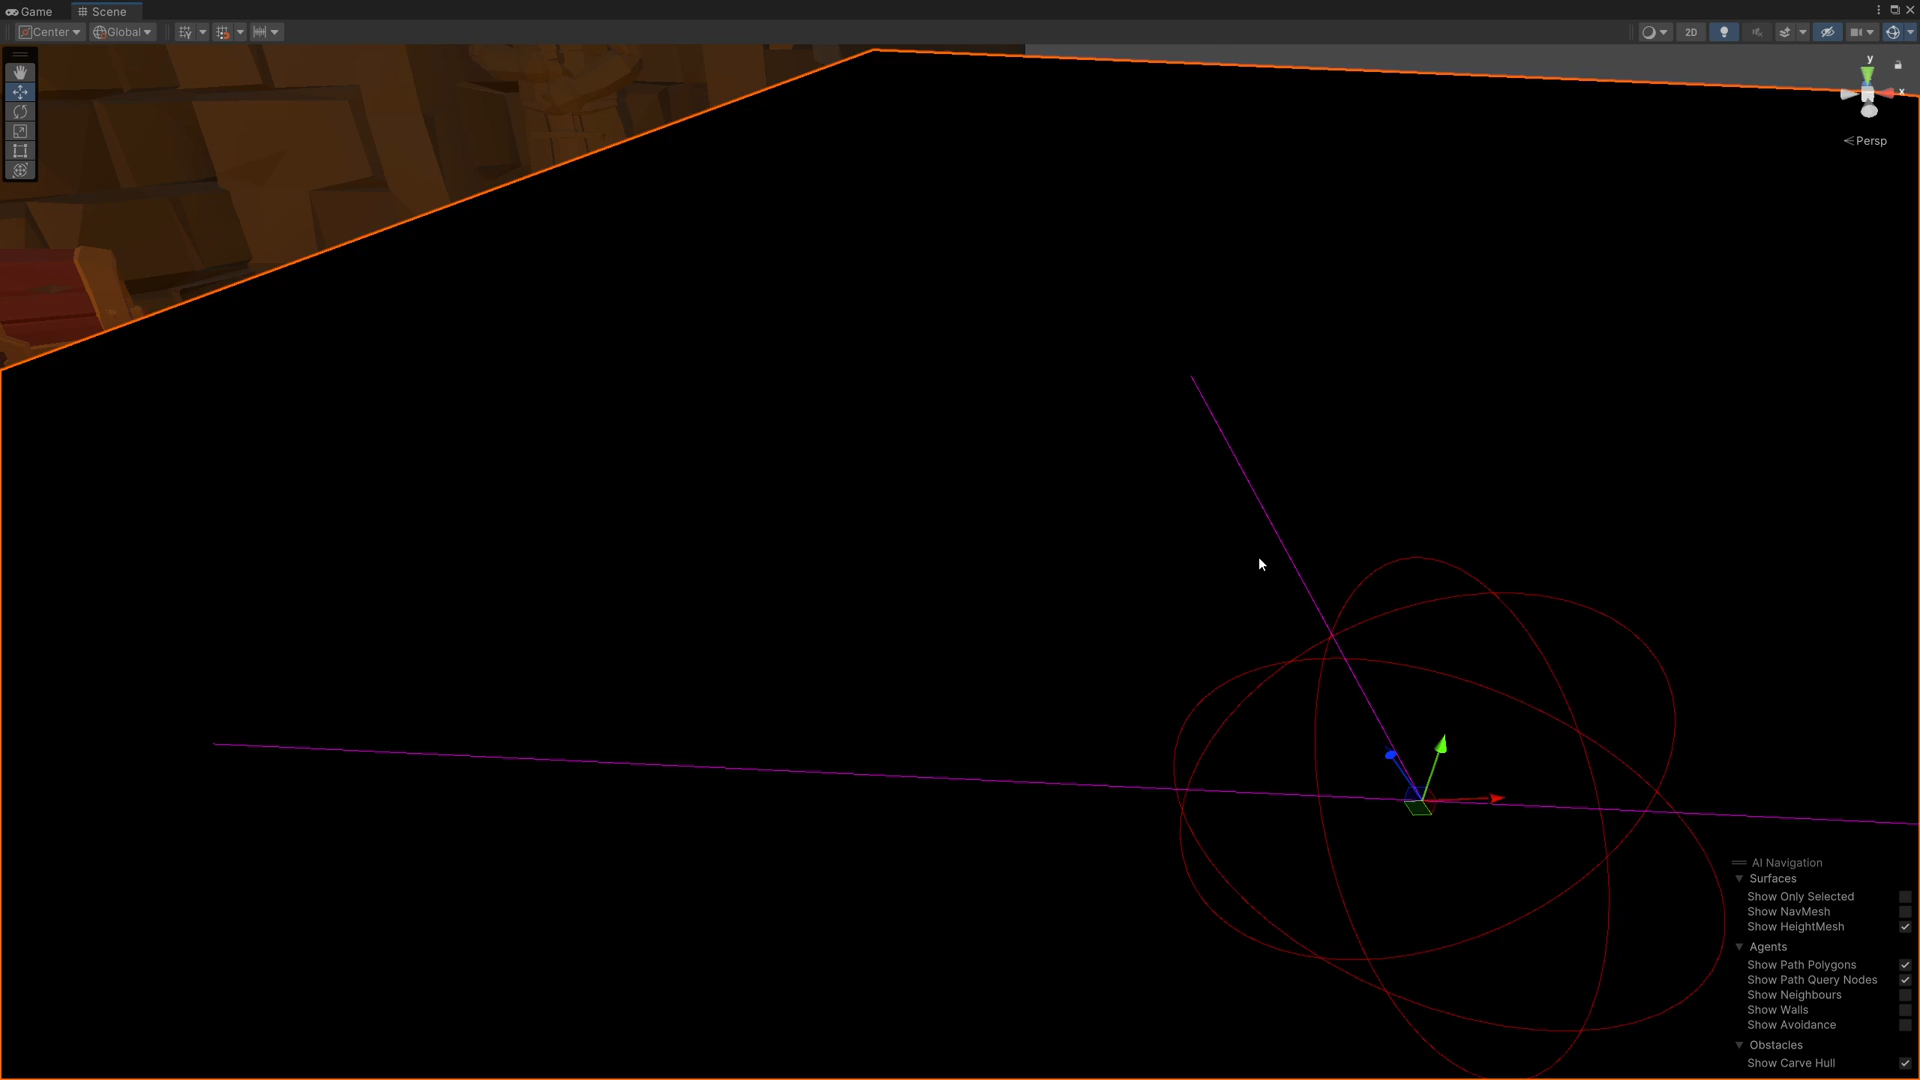 Game
Scene
Center
Global
2D
y
x
Persp
AI Navigation
Surfaces
Show Only Selected
Show NavMesh
Show HeightMesh
Agents
Show Path Polygons
Show Path Query Nodes
Show Neighbours
Show Walls
Show Avoidance
Obstacles
Show Carve Hull